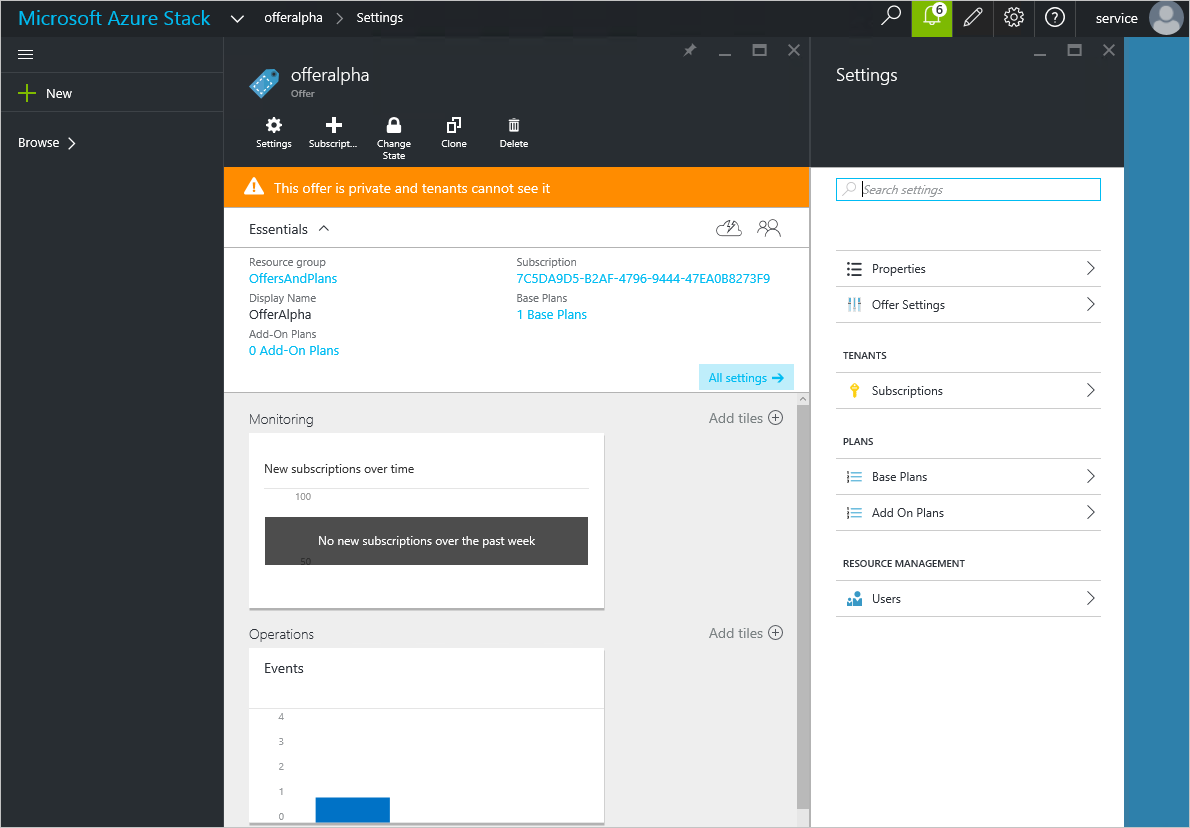 Microsoft Azure Stack
offeralpha
Settings
6
service
New
Browse
offeralpha
Offer
Settings
Subscript...
Change
State
Clone
Delete
This offer is private and tenants cannot see it
Essentials
Resource group
OffersAndPlans
Display Name
OfferAlpha
Add-On Plans
0 Add-On Plans
Subscription
7C5DA9D5-B2AF-4796-9444-47EA0B8273F9
Base Plans
1 Base Plans
All settings
Monitoring
Add tiles
New subscriptions over time
100
No new subscriptions over the past week
50
Operations
Add tiles
Events
4
3
2
1
0
Settings
Search settings
Properties
Offer Settings
TENANTS
Subscriptions
PLANS
Base Plans
Add On Plans
RESOURCE MANAGEMENT
Users